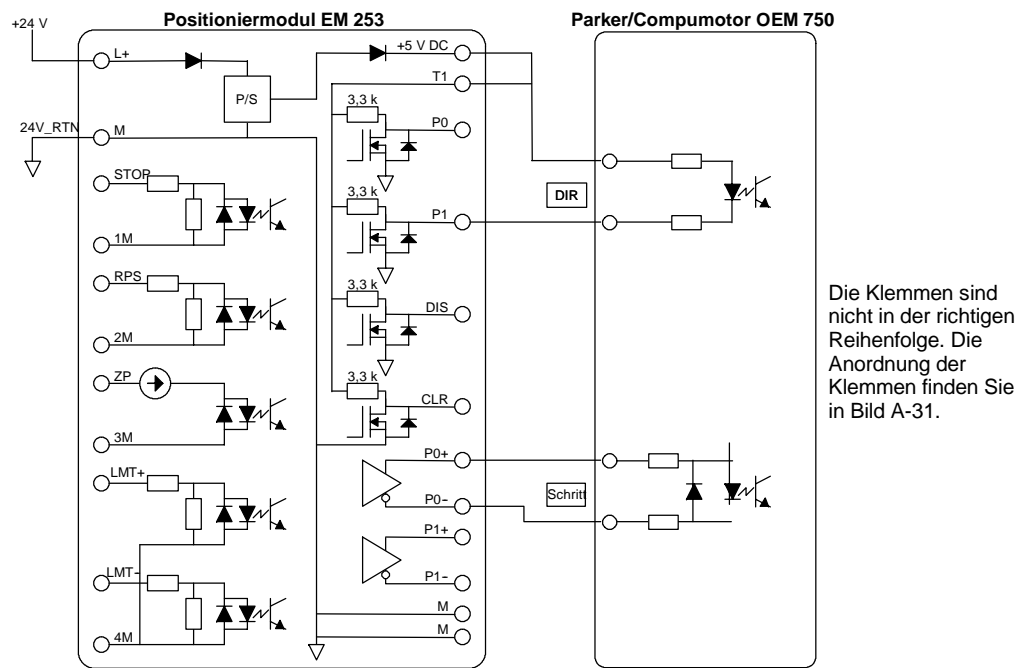 Positioniermodul EM 253
Parker/Compumotor OEM 750
+24 V
L+
P/S
24V_RTN
M
STOP
1M
RPS
2M
ZP
3M
LMT+
LMT-
4M
+5 V DC
T1
3,3 k
P0
3,3 k
P1
3,3 k
DIS
3,3 k
CLR
P0+
P0-
P1+
P1-
M
M
DIR
Schritt
Die Klemmen sind
nicht in der richtigen
Reihenfolge. Die
Anordnung der
Klemmen finden Sie
in Bild A-31.